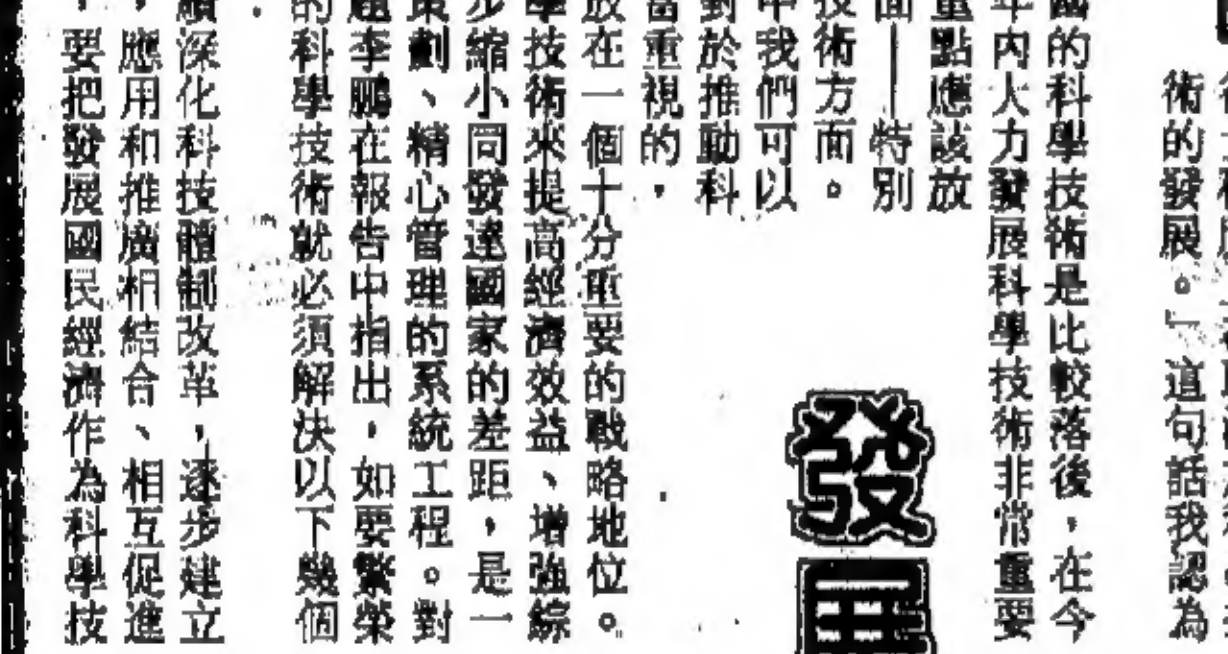 術的發展。」這句話我認為
國的科學技術是比較落後,在今
年內大力發展科學技術非常重要
重點應該放
面——特別
技術方面。
中我們可以
對於推動科
當重視的,
發展
放在一個十分重要的戰略地位。
學技術來提高經濟效益、增強綜
步縮小同發達國家的差距,是一
策劃、精心管理的系統工程。對
題李鵬在報告中指出,如要繁榮
的科學技術就必須解決以下幾個
續深化科技體制改革,逐步建立
,應用和推廣相結合、相互促進
,要把發展國民經濟作為科學技